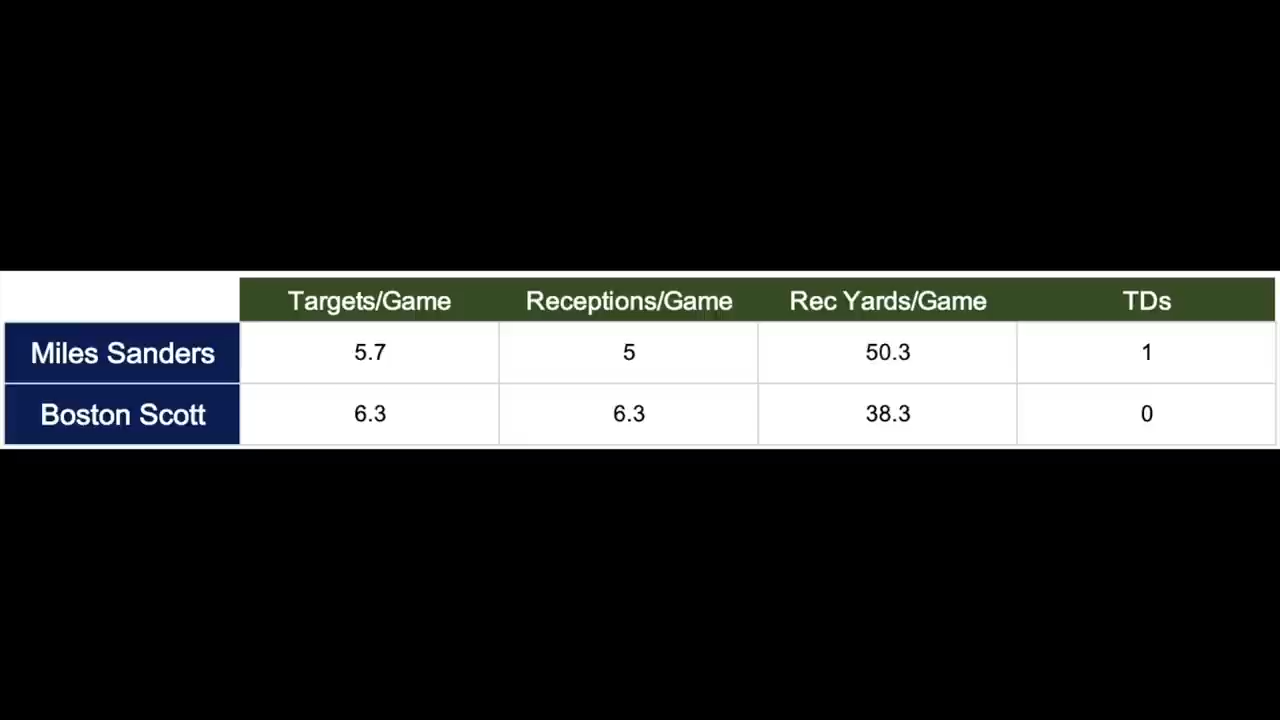 Targets/Game Receptions/Game Rec Yards/Game TDs
Miles Sanders 5.7 5 50.3 1
Boston Scott 6.3 6.3 38.3 0